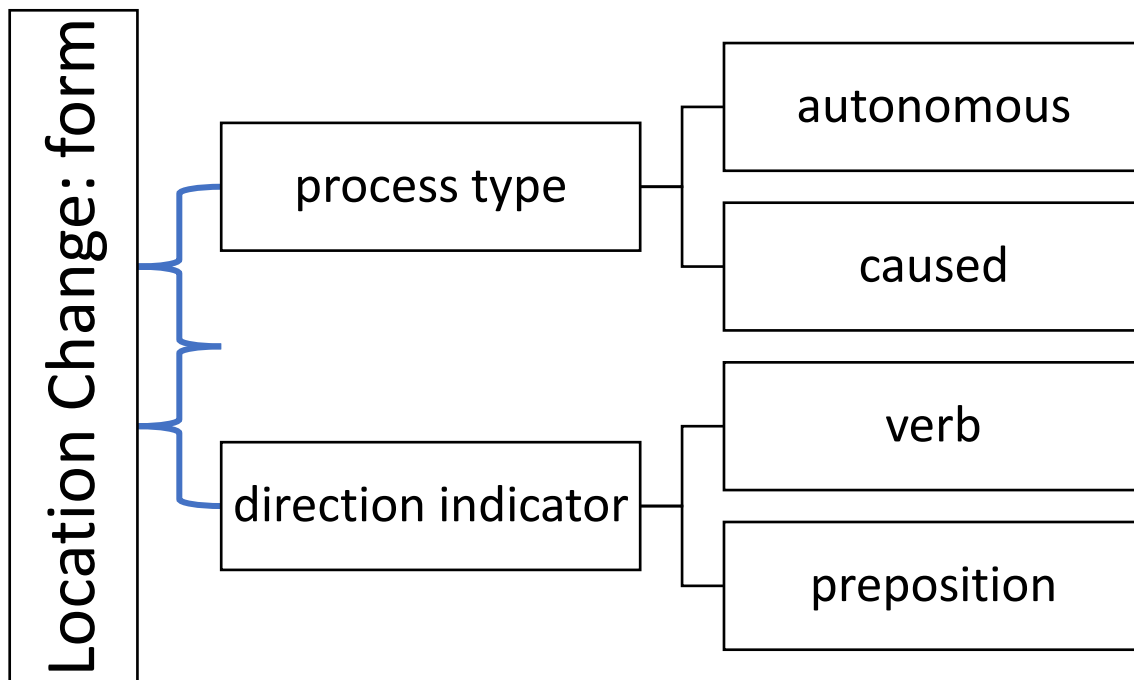 Location Change: form
process type
autonomous
caused
direction indicator
verb
preposition